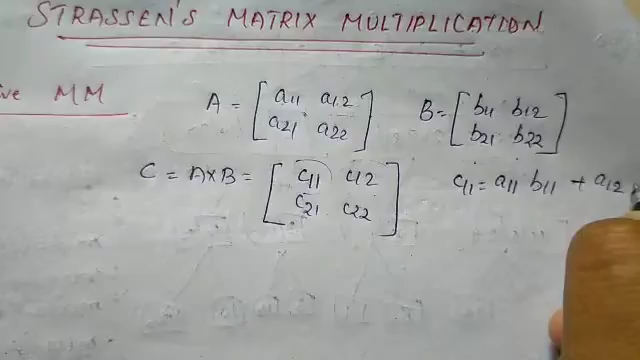 STRASSEN'S MATRIX MULTIPLICATION
ive MM
A = [ a11 a12
a21 a22 ]
B = [ b11 b12
b21 b22 ]
C = A×B = [ c11 c12
c21 c22 ]
c11 = a11 b11 + a12